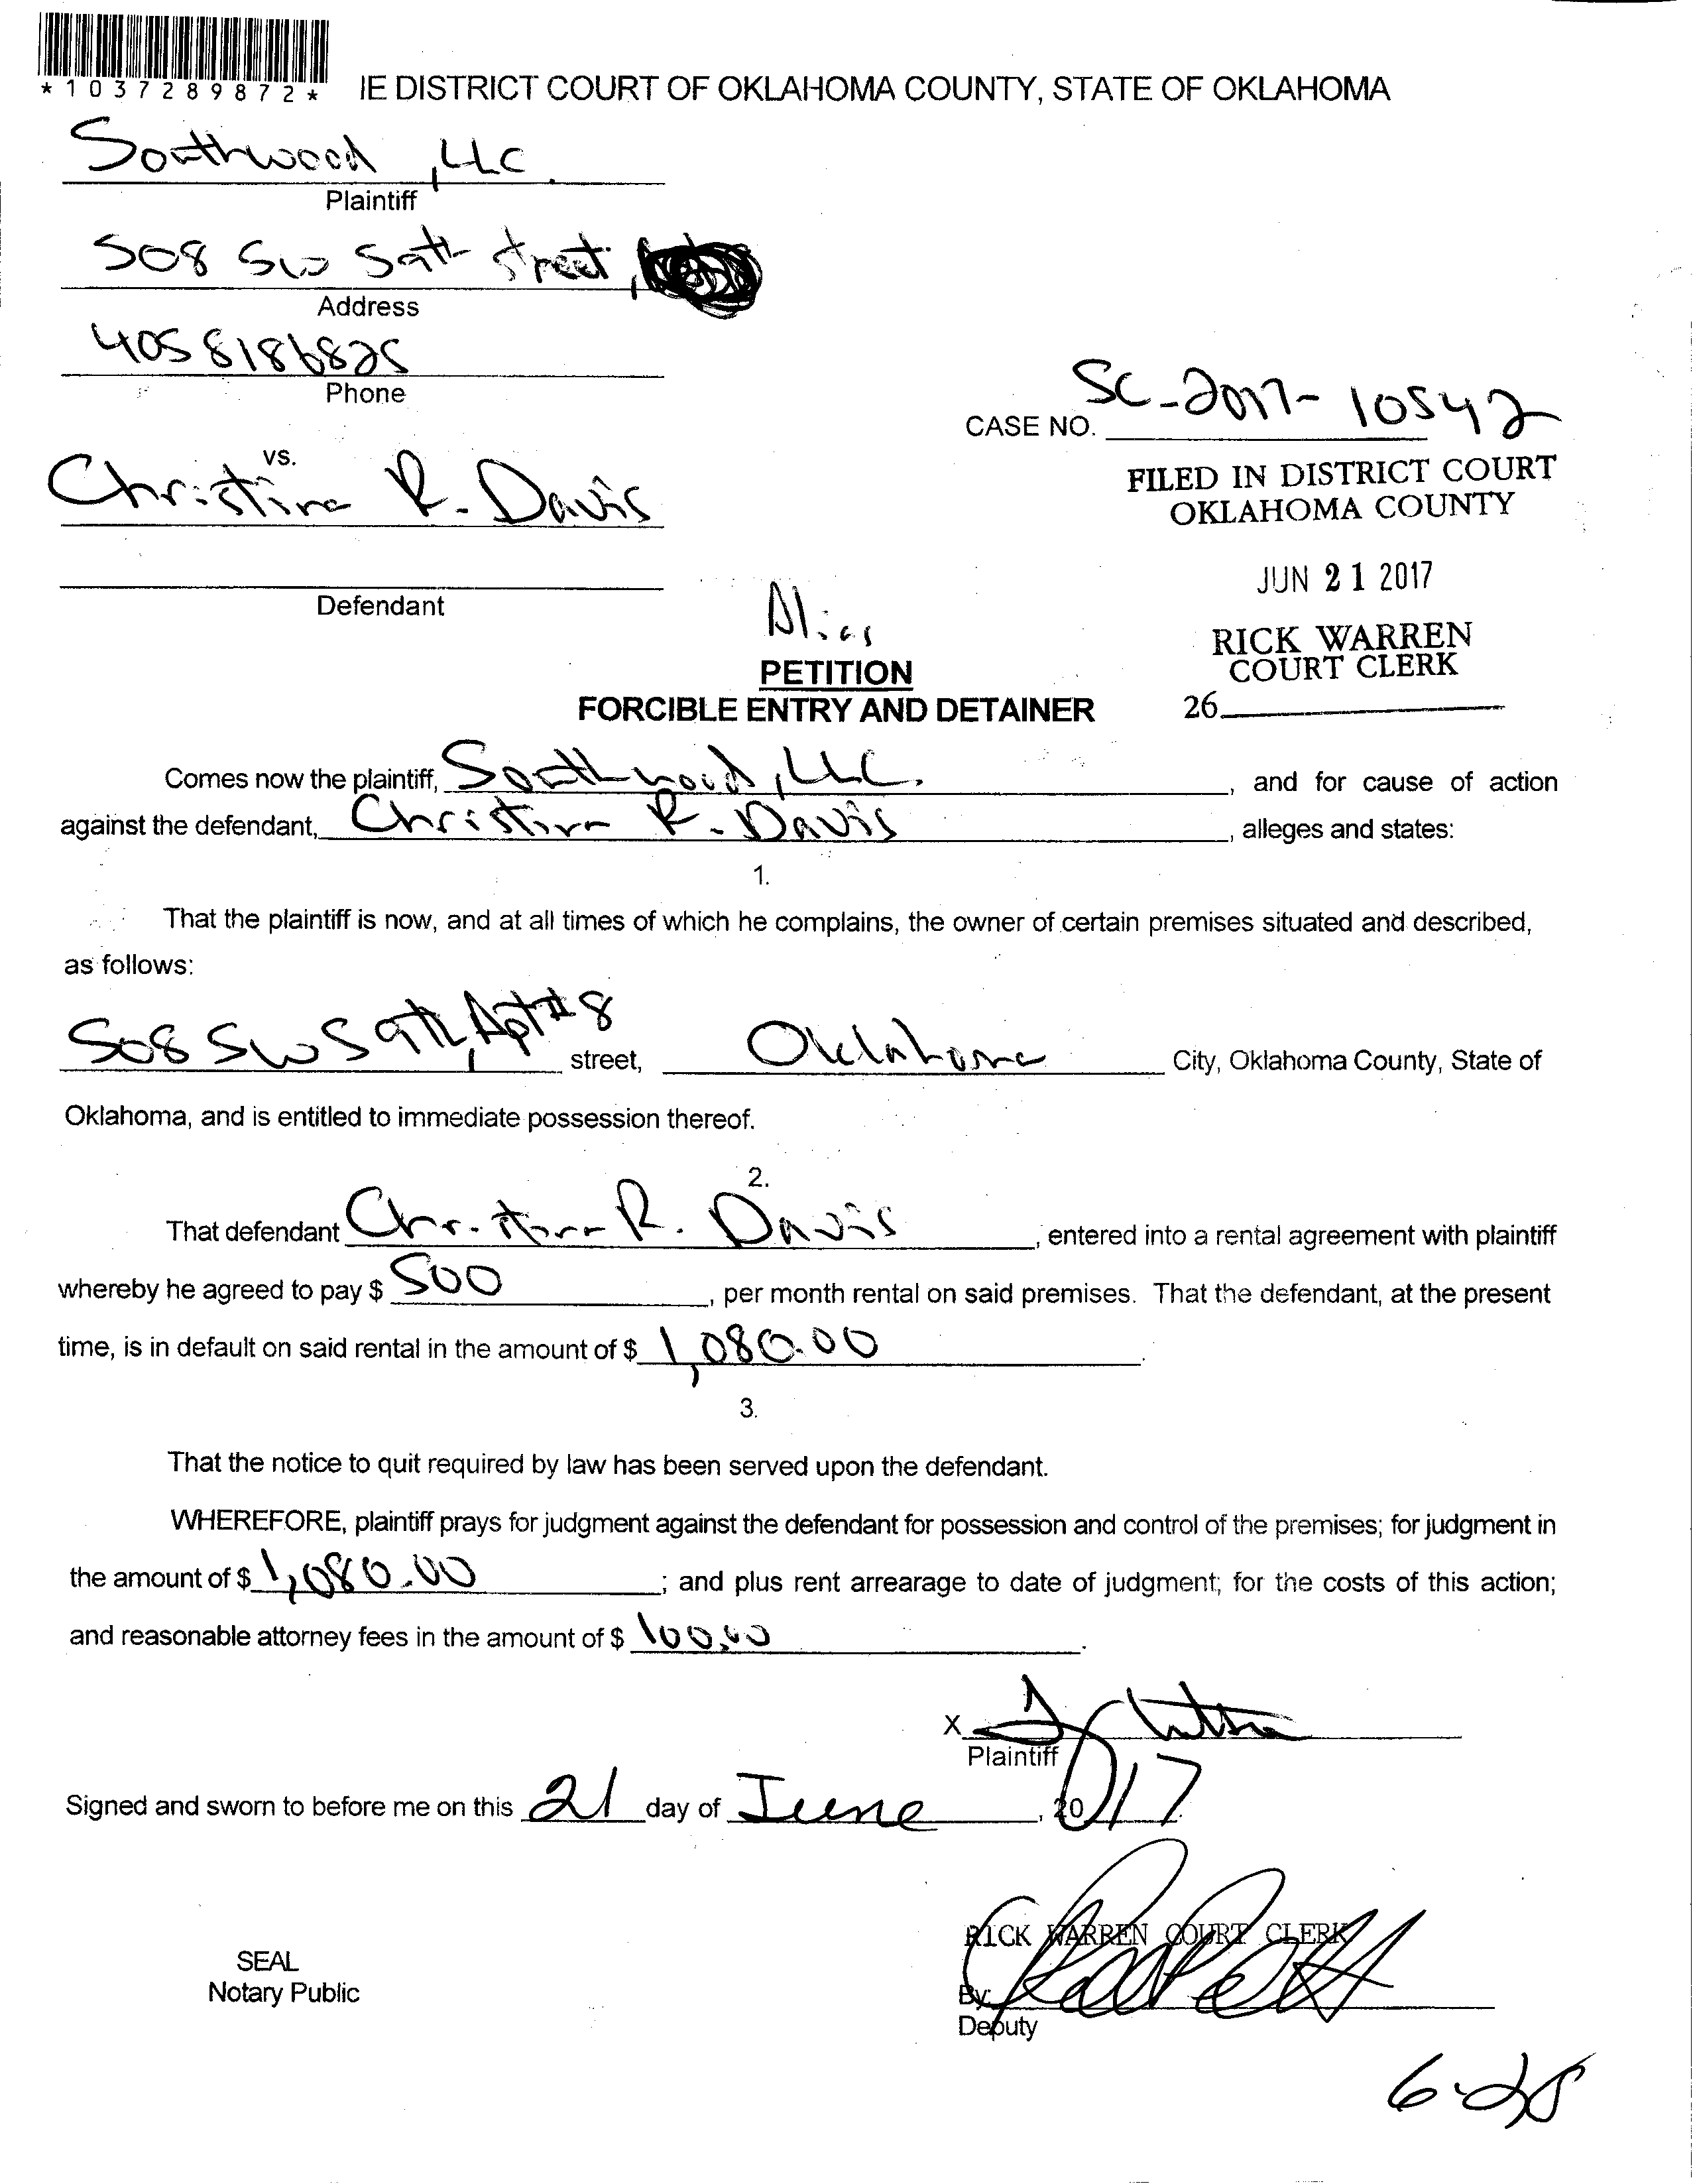 *1037289872*
IE DISTRICT COURT OF OKLAHOMA COUNTY, STATE OF OKLAHOMA
Southwood, LLC.
Plaintiff
508 SW 59th street,
Address
405 8186825
Phone
CASE NO. SC-2017-10542
vs.
Christina R. Davis
FILED IN DISTRICT COURT
OKLAHOMA COUNTY
JUN 21 2017
Defendant
Alias
RICK WARREN
COURT CLERK
PETITION
FORCIBLE ENTRY AND DETAINER
26
Comes now the plaintiff, Southwood, LLC. , and for cause of action
against the defendant, Christina R. Davis , alleges and states:
1.
That the plaintiff is now, and at all times of which he complains, the owner of certain premises situated and described,
as follows:
508 SW 59th, Apt #8 street, Oklahoma City, Oklahoma County, State of
Oklahoma, and is entitled to immediate possession thereof.
2.
That defendant Christina R. Davis , entered into a rental agreement with plaintiff
whereby he agreed to pay $ 500 , per month rental on said premises. That the defendant, at the present
time, is in default on said rental in the amount of $ 1,080.00 .
3.
That the notice to quit required by law has been served upon the defendant.
WHEREFORE, plaintiff prays for judgment against the defendant for possession and control of the premises; for judgment in
the amount of $ 1,080.00 ; and plus rent arrearage to date of judgment; for the costs of this action;
and reasonable attorney fees in the amount of $ 100.00 .
X
Plaintiff
Signed and sworn to before me on this 21 day of June , 2017.
RICK WARREN COURT CLERK
SEAL
Notary Public
By:
Deputy
6-28